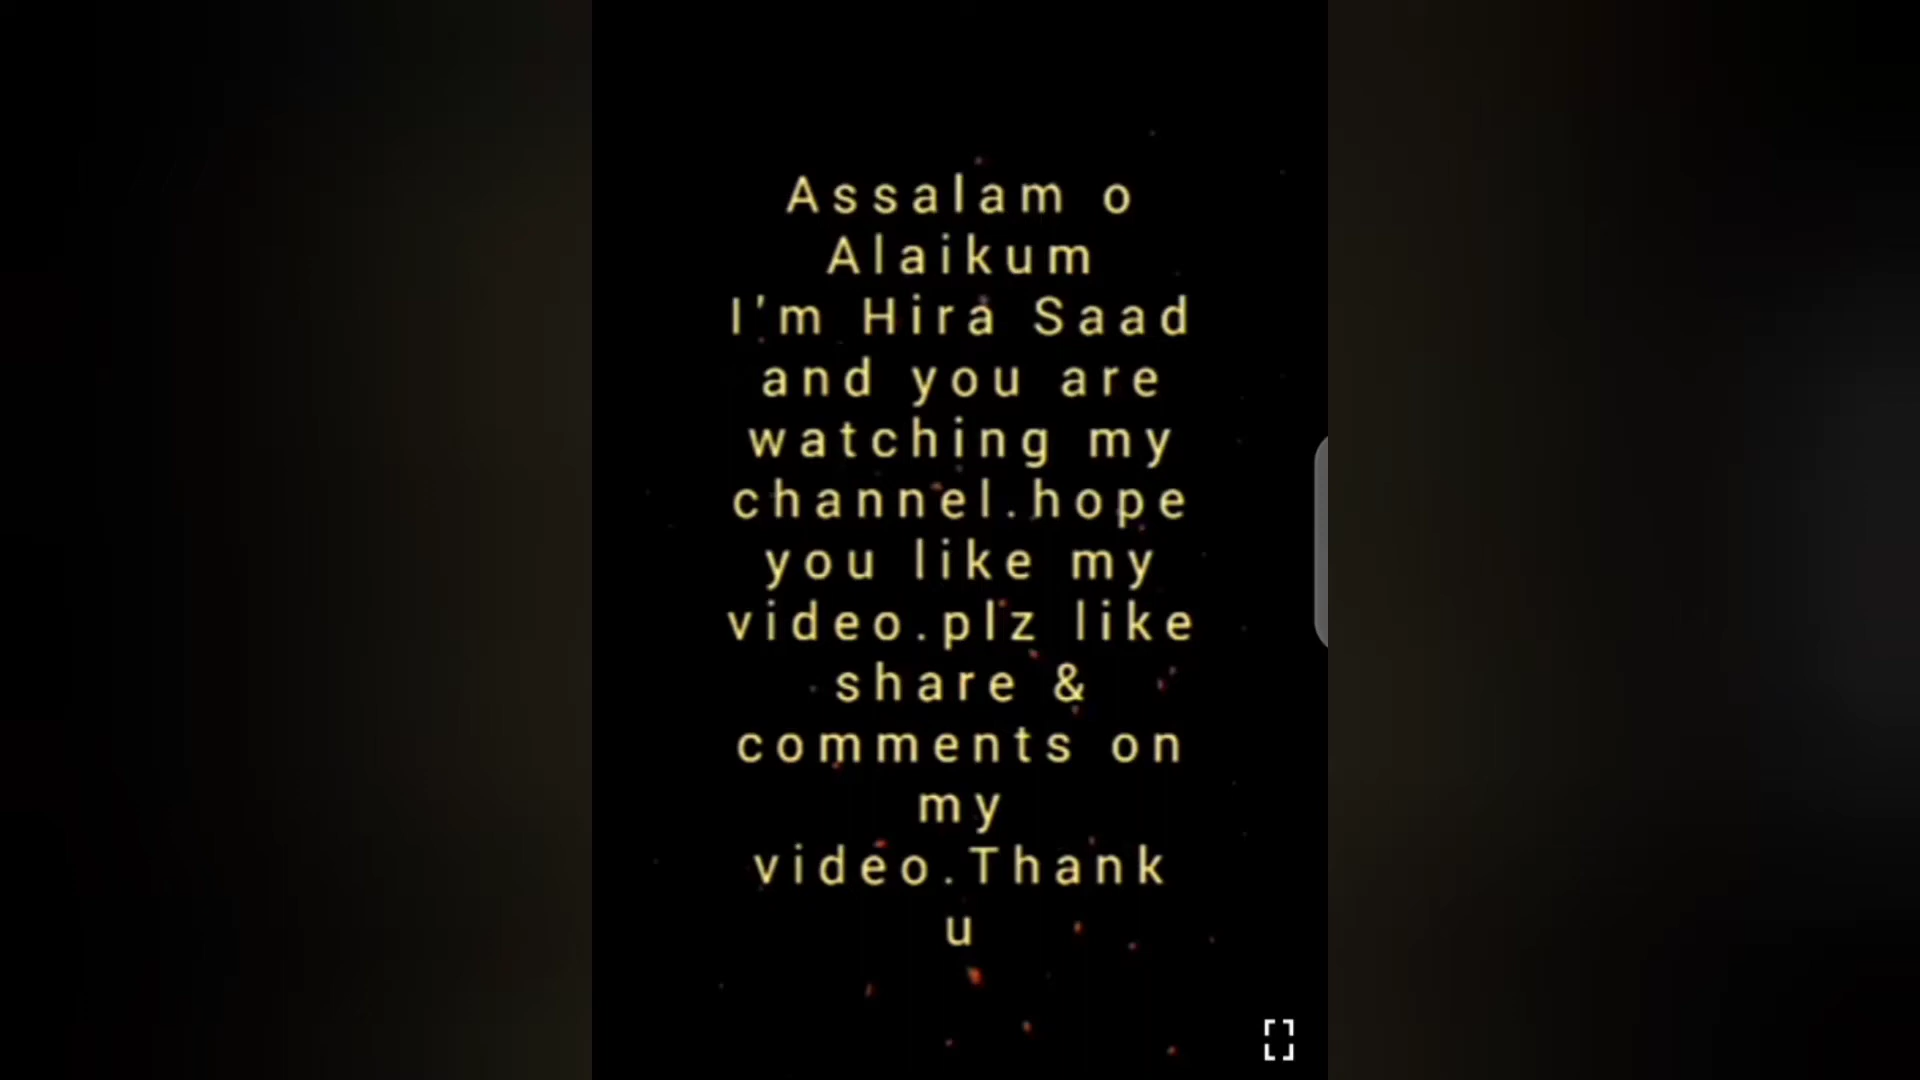 Assalam o
Alaikum
I'm Hira Saad
and you are
watching my
channel.hope
you like my
video.plz like
share &
comments on
my
video.Thank
u